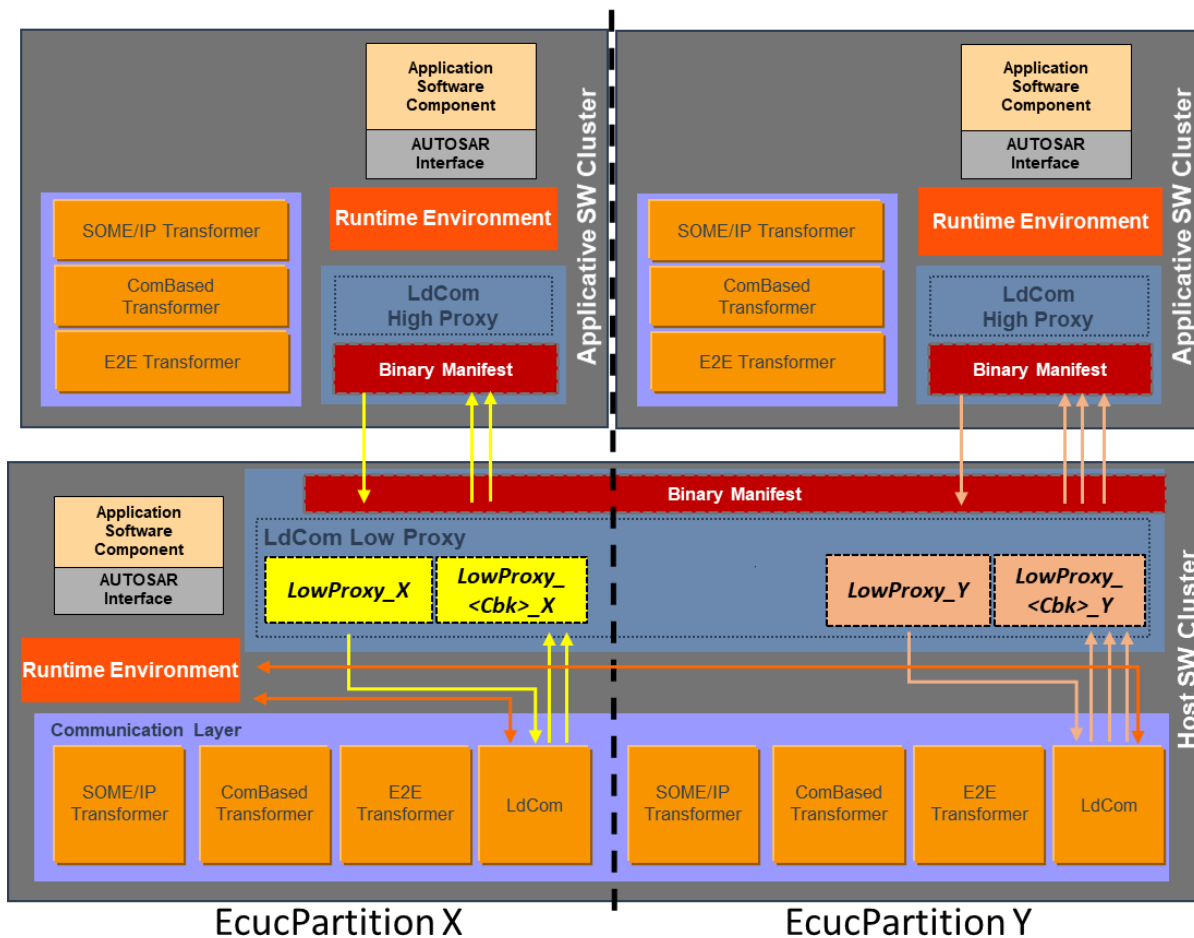 Application
Software
Component
AUTOSAR
Interface
Runtime Environment
SOME/IP Transformer
ComBased
Transformer
E2E Transformer
LdCom
High Proxy
Binary Manifest
Applicative SW Cluster
Application
Software
Component
AUTOSAR
Interface
Runtime Environment
SOME/IP Transformer
ComBased
Transformer
E2E Transformer
LdCom
High Proxy
Binary Manifest
Applicative SW Cluster
Binary Manifest
Application
Software
Component
AUTOSAR
Interface
LdCom Low Proxy
LowProxy_X
LowProxy_
<Cbk>_X
LowProxy_Y
LowProxy_
<Cbk>_Y
Runtime Environment
Host SW Cluster
Communication Layer
SOME/IP
Transformer
ComBased
Transformer
E2E
Transformer
LdCom
SOME/IP
Transformer
ComBased
Transformer
E2E
Transformer
LdCom
EcucPartition X
EcucPartition Y